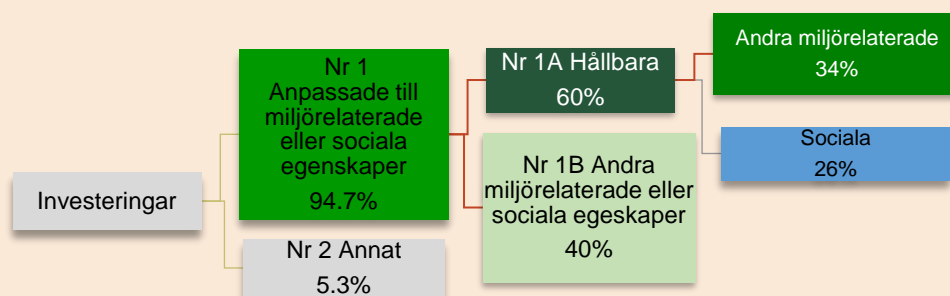 Investeringar
Nr 1
Anpassade till
miljörelaterade
eller sociala
egenskaper
94.7%
Nr 2 Annat
5.3%
Nr 1A Hållbara
60%
Nr 1B Andra
miljörelaterade eller
sociala egeskaper
40%
Andra miljörelaterade
34%
Sociala
26%